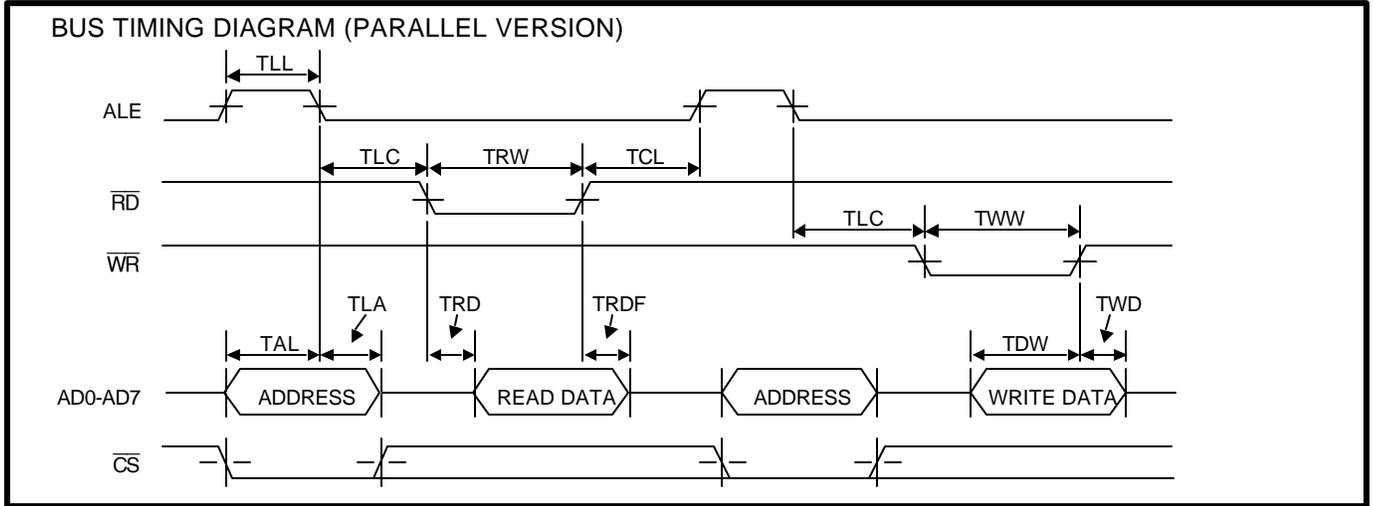 BUS TIMING DIAGRAM (PARALLEL VERSION)
TLL
ALE
TLC TRW TCL
RD
TLC TWW
WR
TLA TRD TRDF TWD
TAL TDW
AD0-AD7 ADDRESS READ DATA ADDRESS WRITE DATA
CS